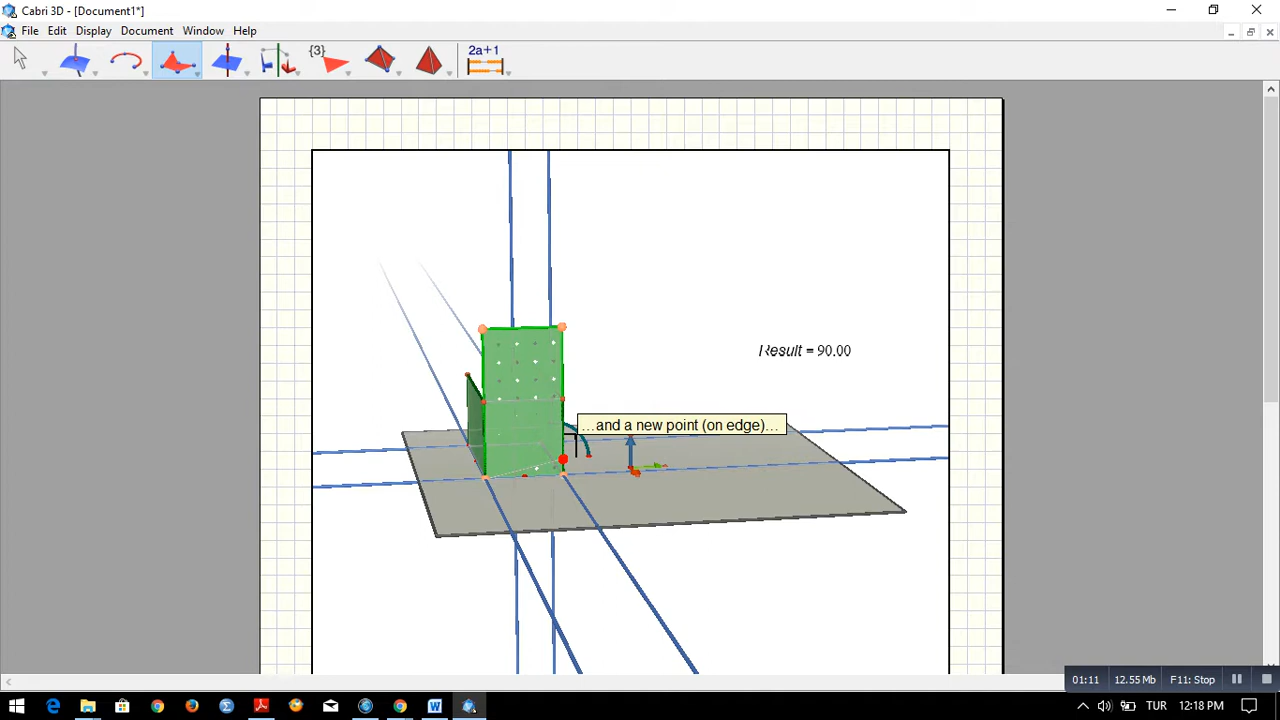 Cabri 3D - [Document1*]
File Edit Display Document Window Help
{3} 2a+1
Result = 90.00
...and a new point (on edge)...
01:11 12.55 Mb F11: Stop
TUR 12:18 PM